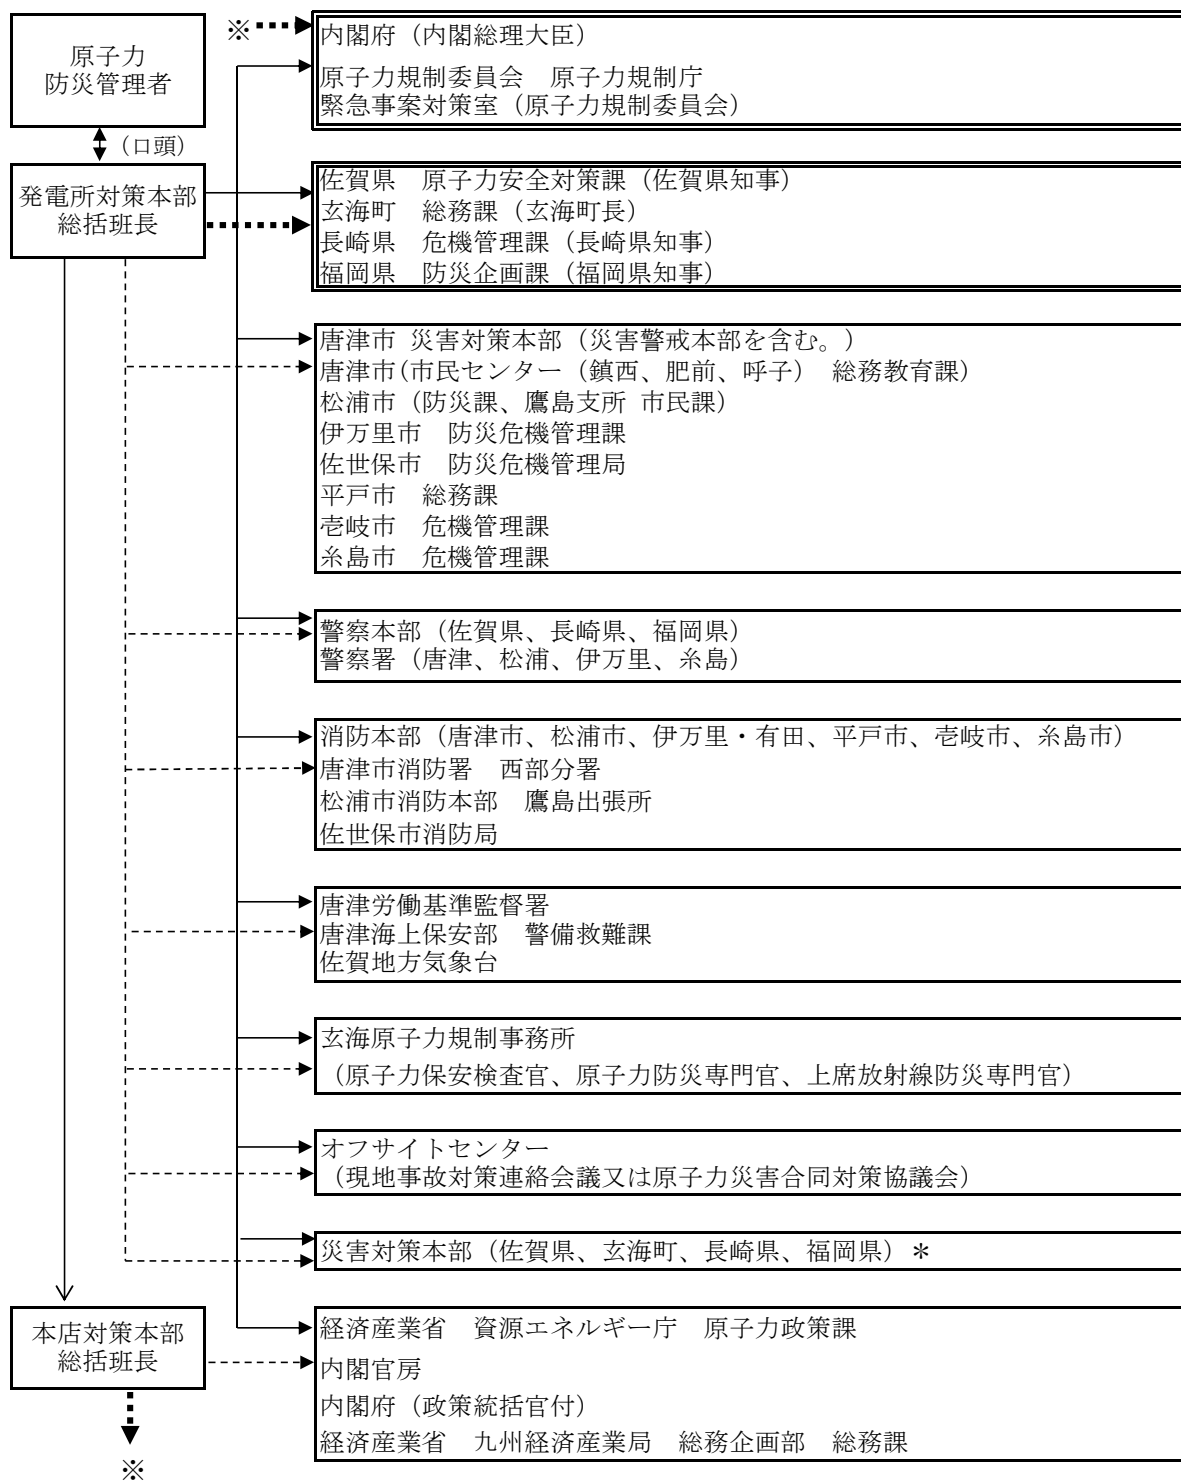 原子力
防災管理者
(口頭)
発電所対策本部
総括班長
※
内閣府（内閣総理大臣）
原子力規制委員会　原子力規制庁
緊急事案対策室（原子力規制委員会）
佐賀県　原子力安全対策課（佐賀県知事）
玄海町　総務課（玄海町長）
長崎県　危機管理課（長崎県知事）
福岡県　防災企画課（福岡県知事）
唐津市 災害対策本部（災害警戒本部を含む。）
唐津市(市民センター（鎮西、肥前、呼子）　総務教育課)
松浦市（防災課、鷹島支所 市民課）
伊万里市　防災危機管理課
佐世保市　防災危機管理局
平戸市　総務課
壱岐市　危機管理課
糸島市　危機管理課
警察本部（佐賀県、長崎県、福岡県）
警察署（唐津、松浦、伊万里、糸島）
消防本部（唐津市、松浦市、伊万里・有田、平戸市、壱岐市、糸島市）
唐津市消防署　西部分署
松浦市消防本部　鷹島出張所
佐世保市消防局
唐津労働基準監督署
唐津海上保安部　警備救難課
佐賀地方気象台
玄海原子力規制事務所
（原子力保安検査官、原子力防災専門官、上席放射線防災専門官）
オフサイトセンター
（現地事故対策連絡会議又は原子力災害合同対策協議会）
災害対策本部（佐賀県、玄海町、長崎県、福岡県）＊
本店対策本部
総括班長
※
経済産業省　資源エネルギー庁　原子力政策課
内閣官房
内閣府（政策統括官付）
経済産業省　九州経済産業局　総務企画部　総務課